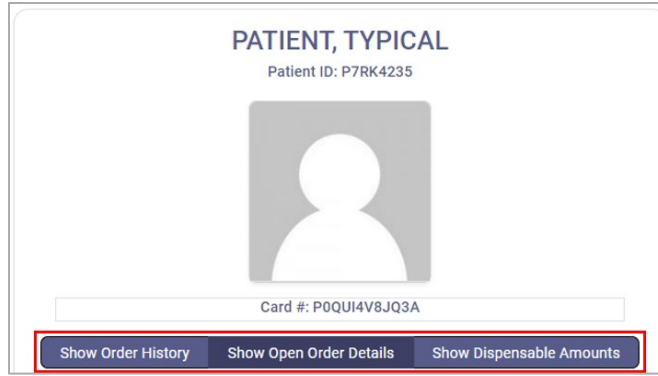 PATIENT, TYPICAL
Patient ID: P7RK4235
Card #: P0QUI4V8JQ3A
Show Order History Show Open Order Details Show Dispensable Amounts